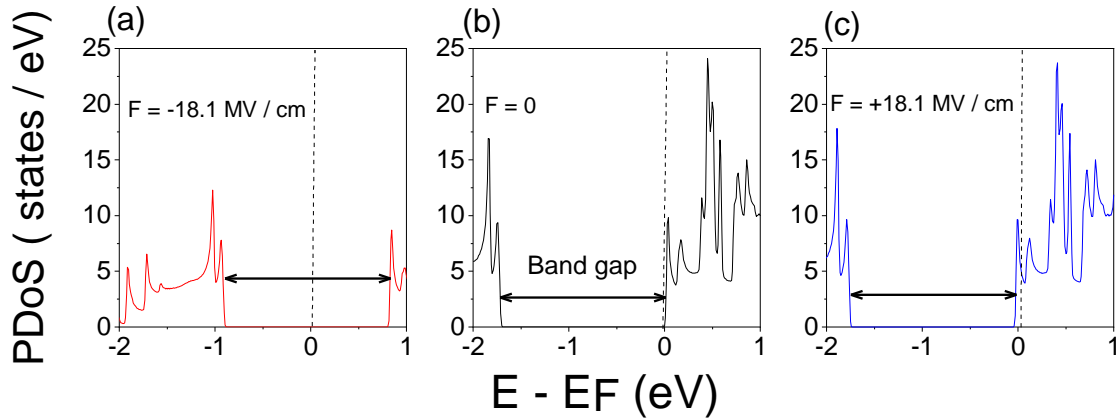 (a) (b) (c)
PDoS ( states / eV)
25
20
15
10
5
0
F = -18.1 MV / cm
-2 -1 0 1
25
20
15
10
5
0
F = 0
Band gap
-2 -1 0 1
25
20
15
10
5
0
F = +18.1 MV / cm
-2 -1 0 1
E - EF (eV)